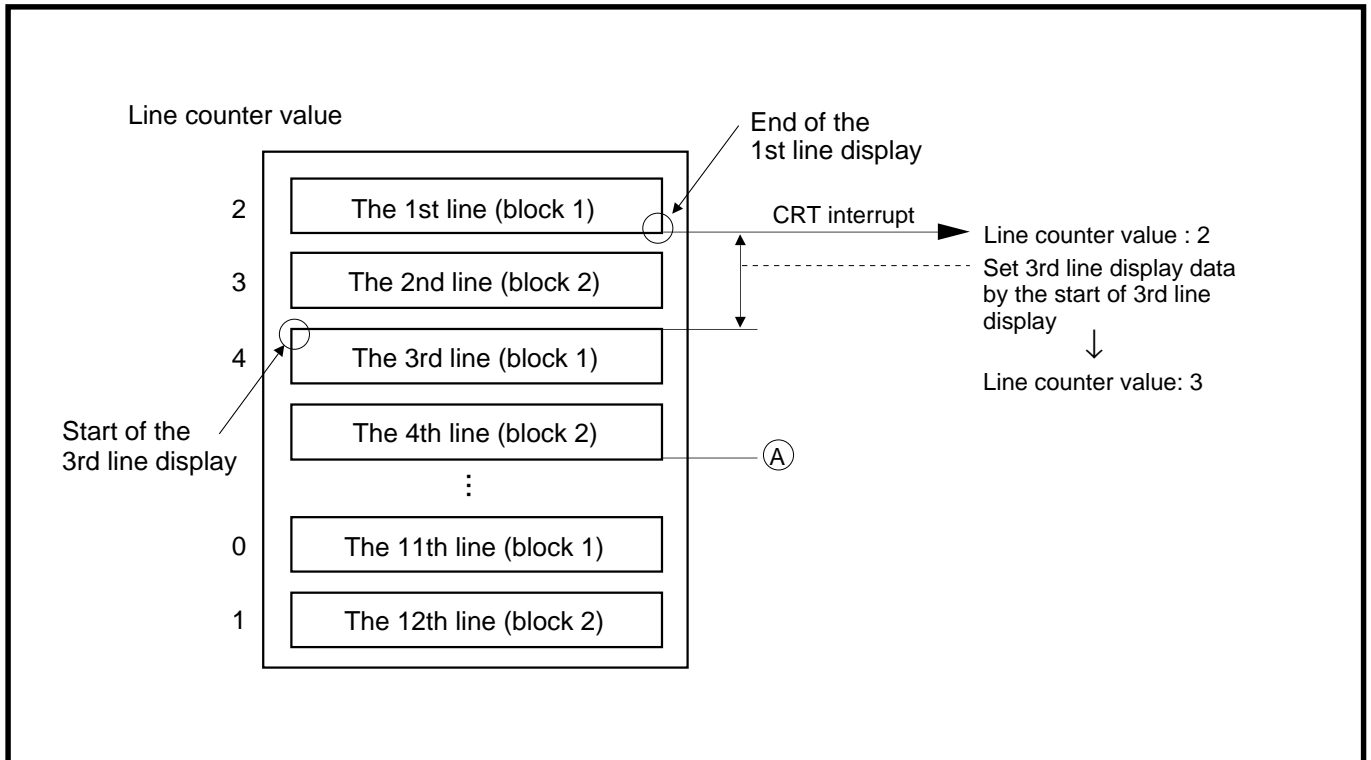 Line counter value
End of the
1st line display
2
The 1st line (block 1)
CRT interrupt
Line counter value : 2
3
The 2nd line (block 2)
Set 3rd line display data
by the start of 3rd line
display
↓
4
The 3rd line (block 1)
Line counter value: 3
Start of the
3rd line display
The 4th line (block 2)
A
⋮
0
The 11th line (block 1)
1
The 12th line (block 2)